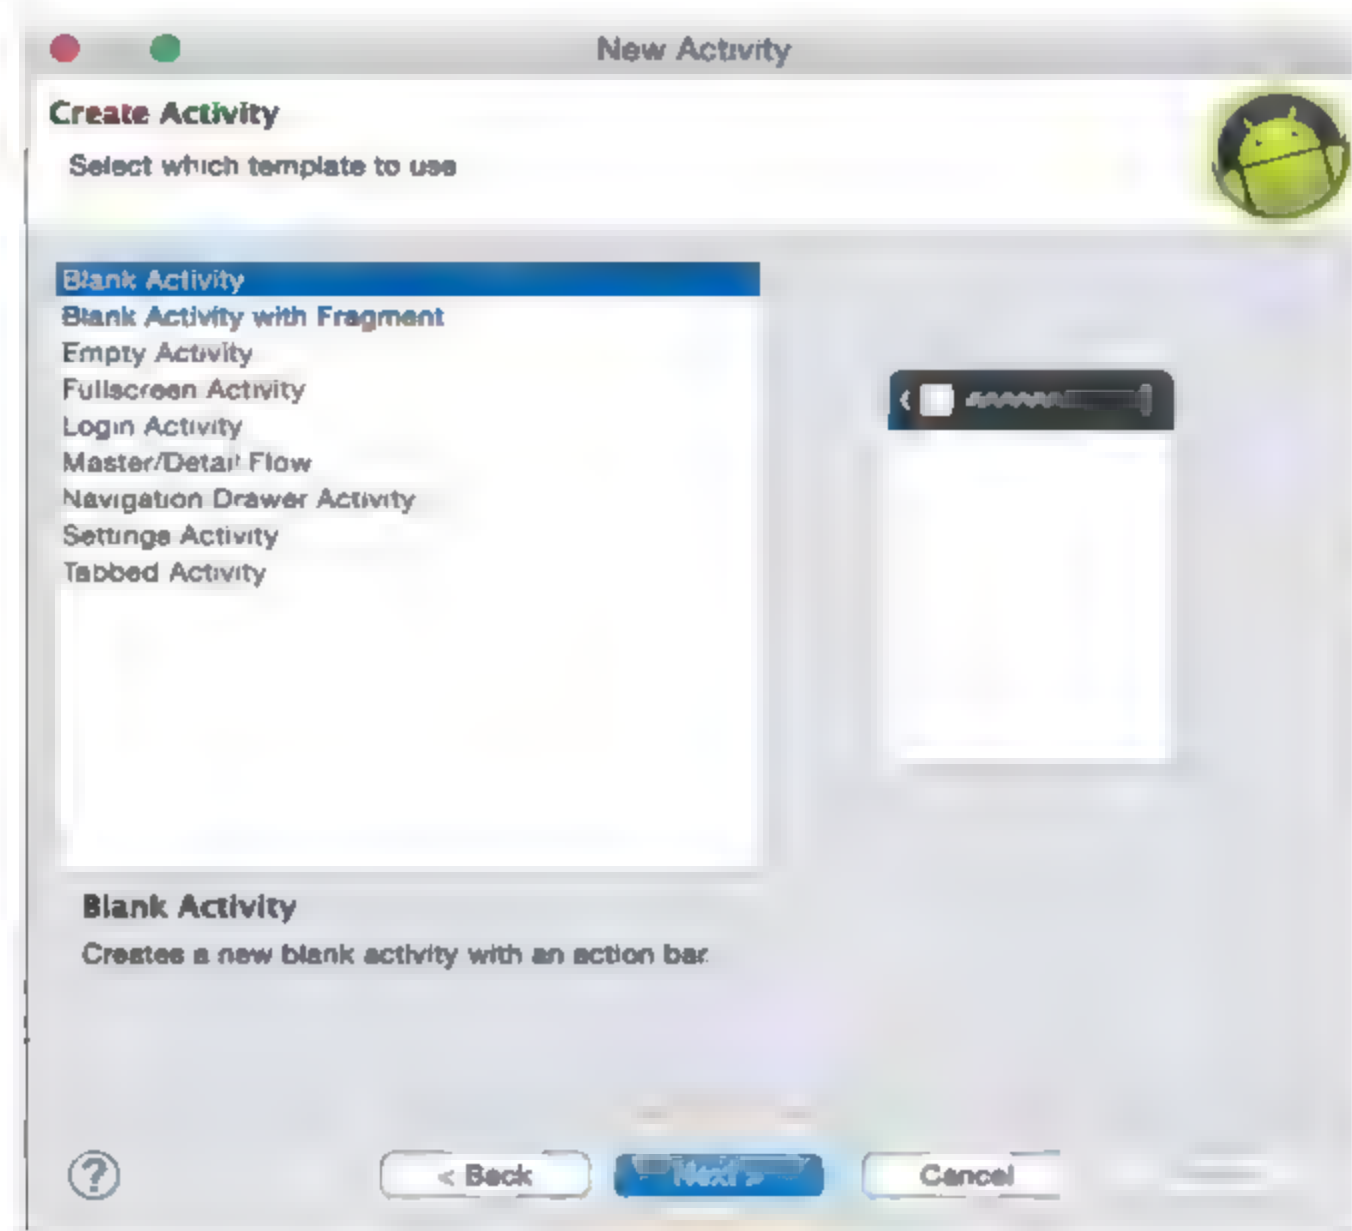 New Activity
Create Activity
Select which template to use
Blank Activity
Blank Activity with Fragment
Empty Activity
Fullscreen Activity
Login Activity
Master/Detail Flow
Navigation Drawer Activity
Settings Activity
Tabbed Activity
Blank Activity
Creates a new blank activity with an action bar.
?
< Back
Next >
Cancel